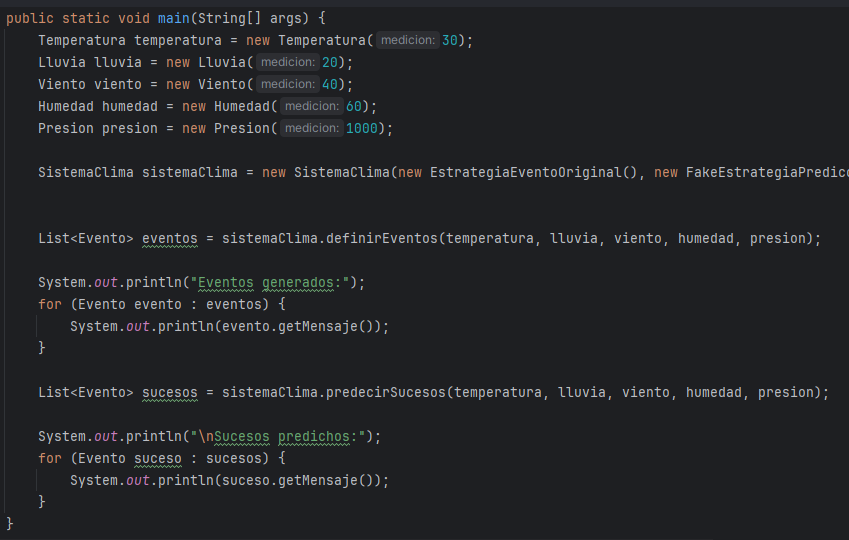 public static void main(String[] args) {
Temperatura temperatura = new Temperatura( medicion: 30);
Lluvia lluvia = new Lluvia( medicion: 20);
Viento viento = new Viento( medicion: 40);
Humedad humedad = new Humedad( medicion: 60);
Presion presion = new Presion( medicion: 1000);
SistemaClima sistemaClima = new SistemaClima(new EstrategiaEventoOriginal(), new FakeEstrategiaPredicc
List<Evento> eventos = sistemaClima.definirEventos(temperatura, lluvia, viento, humedad, presion);
System.out.println("Eventos generados:");
for (Evento evento : eventos) {
System.out.println(evento.getMensaje());
}
List<Evento> sucesos = sistemaClima.predecirSucesos(temperatura, lluvia, viento, humedad, presion);
System.out.println("\nSucesos predichos:");
for (Evento suceso : sucesos) {
System.out.println(suceso.getMensaje());
}
}